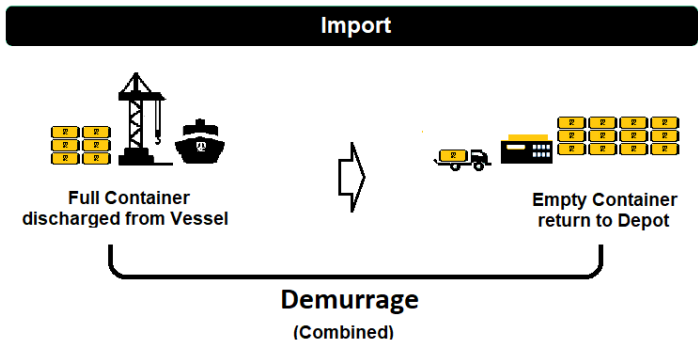 Import
Full Container
discharged from Vessel
Empty Container
return to Depot
Demurrage
(Combined)